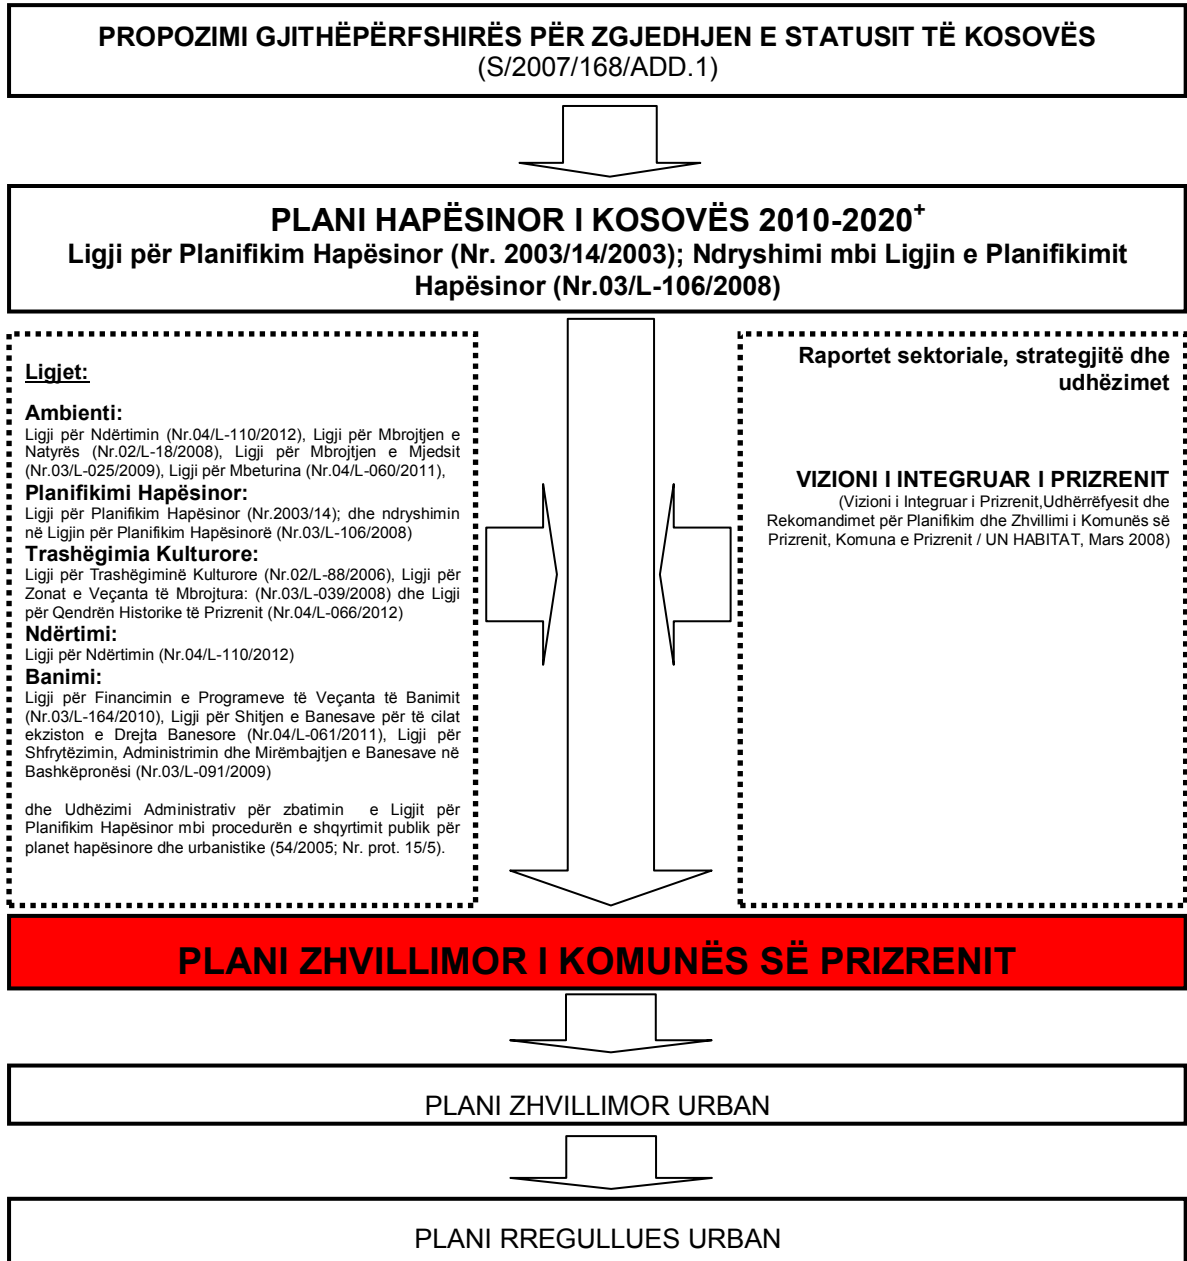 PROPOZIMI GJITHËPËRFSHIRËS PËR ZGJEDHJEN E STATUSIT TË KOSOVËS
(S/2007/168/ADD.1)
PLANI HAPËSINOR I KOSOVËS 2010-2020+
Ligji për Planifikim Hapësinor (Nr. 2003/14/2003); Ndryshimi mbi Ligjin e Planifikimit
Hapësinor (Nr.03/L-106/2008)
Ligjet:
Ambienti:
Ligji për Ndërtimin (Nr.04/L-110/2012), Ligji për Mbrojtjen e
Natyrës (Nr.02/L-18/2008), Ligji për Mbrojtjen e Mjedsit
(Nr.03/L-025/2009), Ligji për Mbeturina (Nr.04/L-060/2011),
Planifikimi Hapësinor:
Ligji për Planifikim Hapësinor (Nr.2003/14); dhe ndryshimin
në Ligjin për Planifikim Hapësinorë (Nr.03/L-106/2008)
Trashëgimia Kulturore:
Ligji për Trashëgiminë Kulturore (Nr.02/L-88/2006), Ligji për
Zonat e Veçanta të Mbrojtura: (Nr.03/L-039/2008) dhe Ligji
për Qendrën Historike të Prizrenit (Nr.04/L-066/2012)
Ndërtimi:
Ligji për Ndërtimin (Nr.04/L-110/2012)
Banimi:
Ligji për Financimin e Programeve të Veçanta të Banimit
(Nr.03/L-164/2010), Ligji për Shitjen e Banesave për të cilat
ekziston e Drejta Banesore (Nr.04/L-061/2011), Ligji për
Shfrytëzimin, Administrimin dhe Mirëmbajtjen e Banesave në
Bashkëpronësi (Nr.03/L-091/2009)
dhe Udhëzimi Administrativ për zbatimin e Ligjit për
Planifikim Hapësinor mbi procedurën e shqyrtimit publik për
planet hapësinore dhe urbanistike (54/2005; Nr. prot. 15/5).
Raportet sektoriale, strategjitë dhe
udhëzimet
VIZIONI I INTEGRUAR I PRIZRENIT
(Vizioni i Integruar i Prizrenit,Udhërrëfyesit dhe
Rekomandimet për Planifikim dhe Zhvillimi i Komunës së
Prizrenit, Komuna e Prizrenit / UN HABITAT, Mars 2008)
PLANI ZHVILLIMOR I KOMUNËS SË PRIZRENIT
PLANI ZHVILLIMOR URBAN
PLANI RREGULLUES URBAN